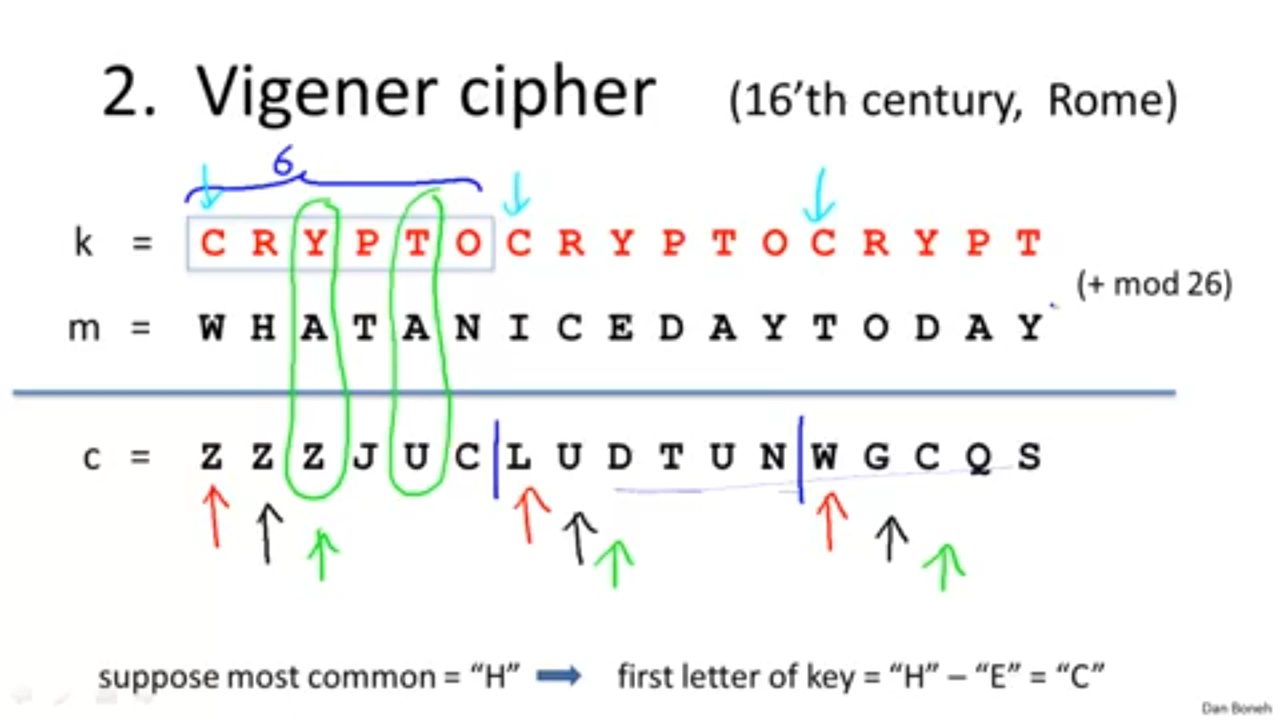 2. Vigener cipher (16’th century, Rome)
6
k = C R Y P T O C R Y P T O C R Y P T
(+ mod 26)
m = W H A T A N I C E D A Y T O D A Y
c = Z Z Z J U C L U D T U N W G C Q S
suppose most common = “H” ➡ first letter of key = “H” – “E” = “C”
Dan Boneh